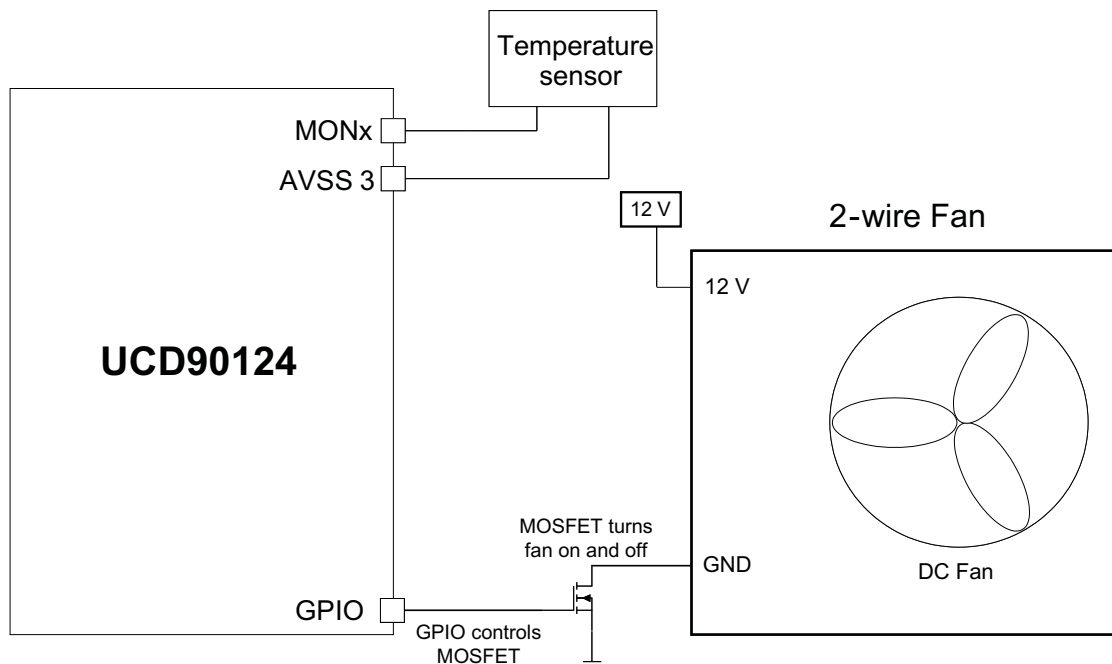 Temperature
sensor
MONx
AVSS 3
12 V
2-wire Fan
12 V
UCD90124
MOSFET turns
fan on and off
GND
DC Fan
GPIO
GPIO controls
MOSFET